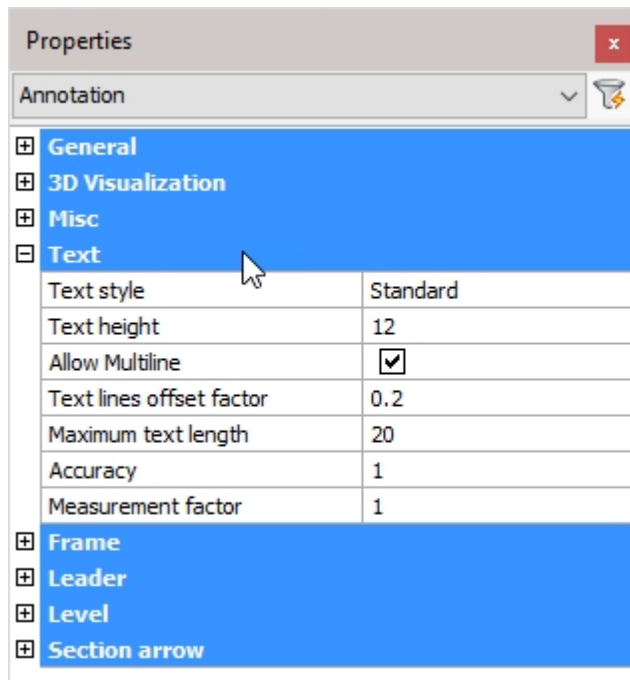 Properties
x
Annotation
General
3D Visualization
Misc
Text
Text style Standard
Text height 12
Allow Multiline
Text lines offset factor 0.2
Maximum text length 20
Accuracy 1
Measurement factor 1
Frame
Leader
Level
Section arrow